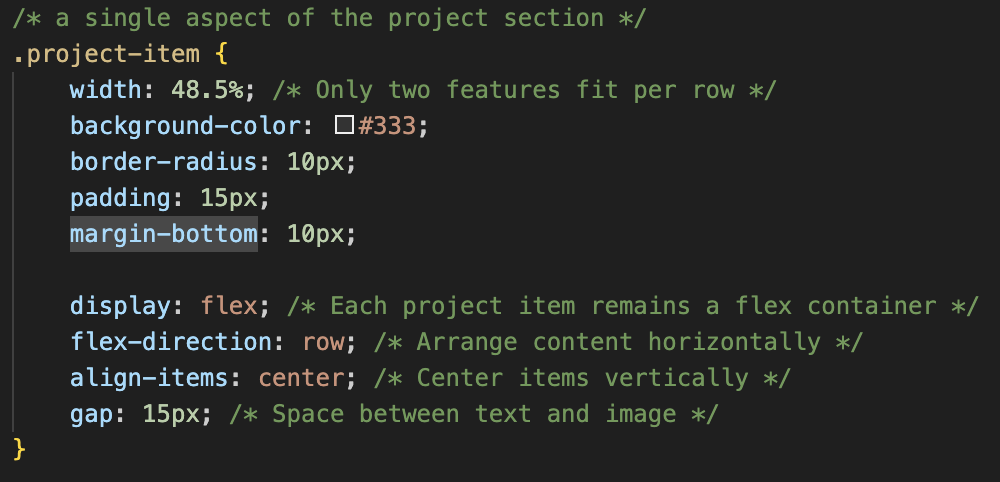 /* a single aspect of the project section */
.project-item {
width: 48.5%; /* Only two features fit per row */
background-color: #333;
border-radius: 10px;
padding: 15px;
margin-bottom: 10px;
display: flex; /* Each project item remains a flex container */
flex-direction: row; /* Arrange content horizontally */
align-items: center; /* Center items vertically */
gap: 15px; /* Space between text and image */
}